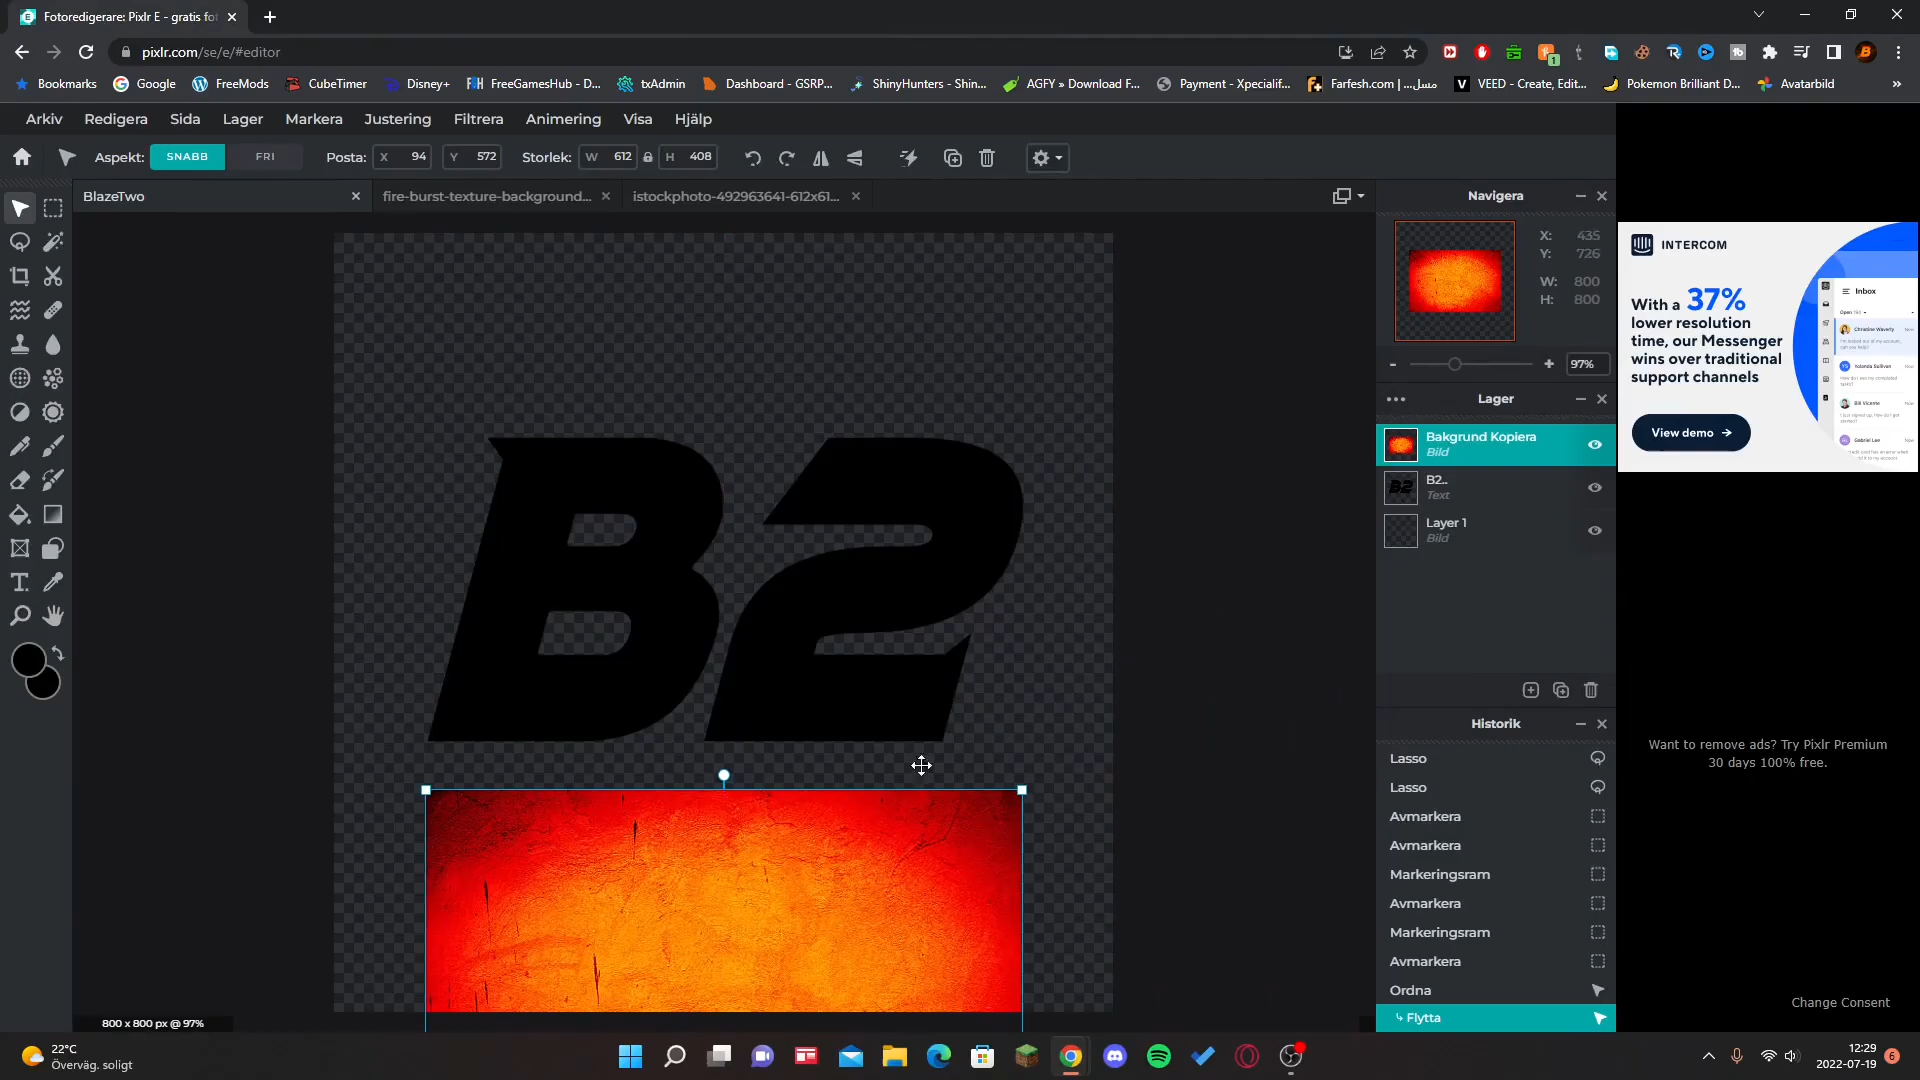 Fotoredigerare: Pixlr E - gratis fot
pixlr.com/se/e/#editor
Bookmarks
Google
FreeMods
CubeTimer
Disney+
FreeGamesHub - D...
txAdmin
Dashboard - GSRP...
ShinyHunters - Shin...
AGFY » Download F...
Payment - Xpecialif...
Farfesh.com | ...مسل
VEED - Create, Edit...
Pokemon Brilliant D...
Avatarbild
Arkiv
Redigera
Sida
Lager
Markera
Justering
Filtrera
Animering
Visa
Hjälp
Aspekt:
SNABB
FRI
Posta:
X 94
Y 572
Storlek:
W 612
H 408
BlazeTwo
fire-burst-texture-background...
istockphoto-492963641-612x61...
Navigera
X: 435
Y: 726
W: 800
H: 800
97%
Lager
Bakgrund Kopiera
Bild
B2..
Text
Layer 1
Bild
Historik
Lasso
Lasso
Avmarkera
Avmarkera
Markeringsram
Avmarkera
Markeringsram
Avmarkera
Ordna
Flytta
B2
800 x 800 px @ 97%
INTERCOM
With a 37%
lower resolution
time, our Messenger
wins over traditional
support channels
View demo →
Inbox
Want to remove ads? Try Pixlr Premium
30 days 100% free.
Change Consent
22°C
Överväg. soligt
12:29
2022-07-19
6